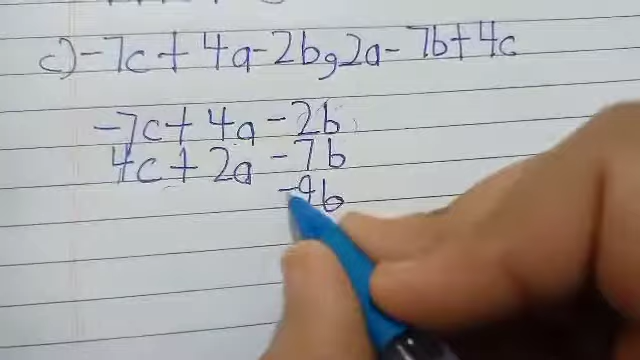 c) -7c + 4a - 2b, 2a - 7b + 4c
-7c + 4a - 2b
4c + 2a - 7b
-9b